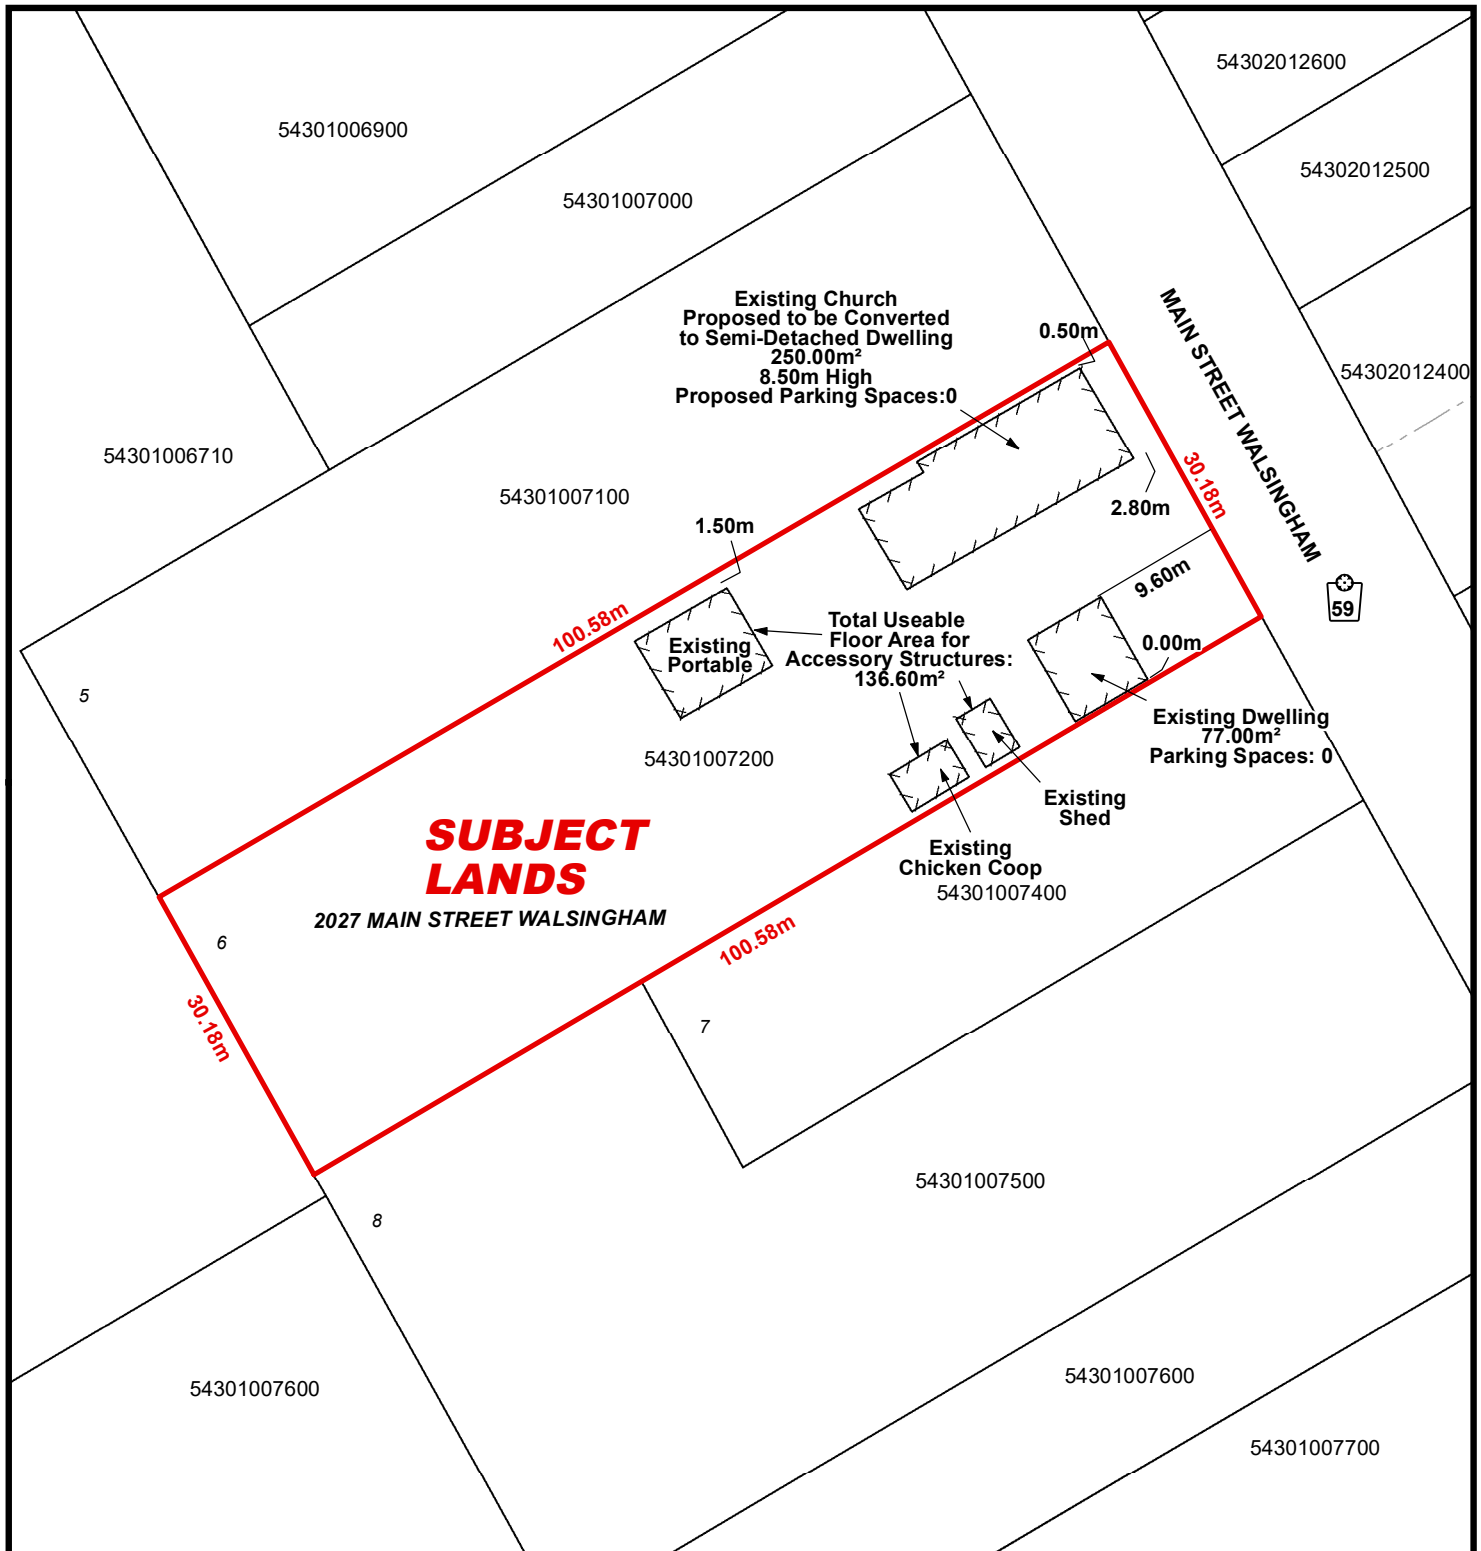 54302012600
54301006900
54302012500
54301007000
Existing Church
Proposed to be Converted
to Semi-Detached Dwelling
250.00m²
8.50m High
Proposed Parking Spaces:0
0.50m
MAIN STREET WALSINGHAM
54302012400
54301006710
54301007100
30.18m
2.80m
1.50m
9.60m
59
100.58m
Existing
Portable
Total Useable
Floor Area for
Accessory Structures:
136.60m²
0.00m
5
Existing Dwelling
77.00m²
Parking Spaces: 0
54301007200
Existing
Shed
SUBJECT
LANDS
2027 MAIN STREET WALSINGHAM
Existing
Chicken Coop
54301007400
6
100.58m
30.18m
7
54301007500
8
54301007600
54301007600
54301007700